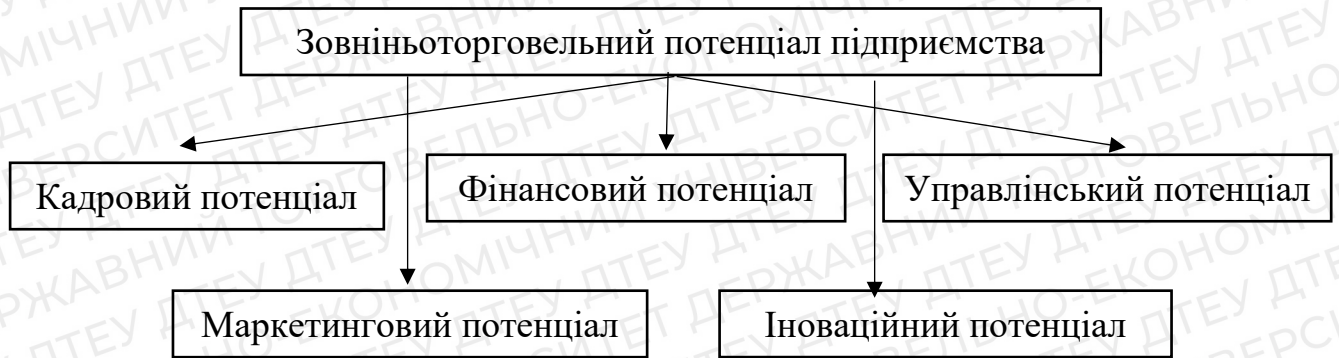 Зовніньоторговельний потенціал підприємства
Кадровий потенціал
Фінансовий потенціал
Управлінський потенціал
Маркетинговий потенціал
Іноваційний потенціал